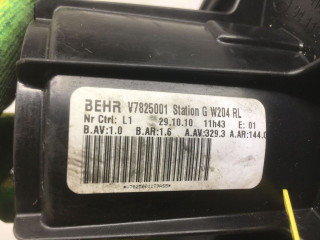 BEHR V7825001 Station G W204 RL
Nr Ctrl: L1 29.10.10 11h43 E: 01
B.AV:1.0 B.AR:1.6 A.AV:329.3 A.AR:144.0